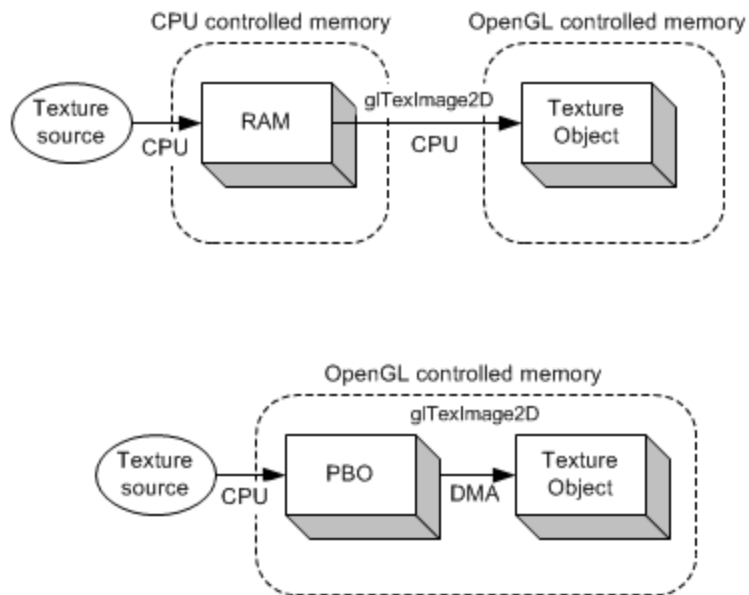 CPU controlled memory
OpenGL controlled memory
Texture
source
CPU
RAM
glTexImage2D
CPU
Texture
Object
OpenGL controlled memory
glTexImage2D
Texture
source
CPU
PBO
DMA
Texture
Object